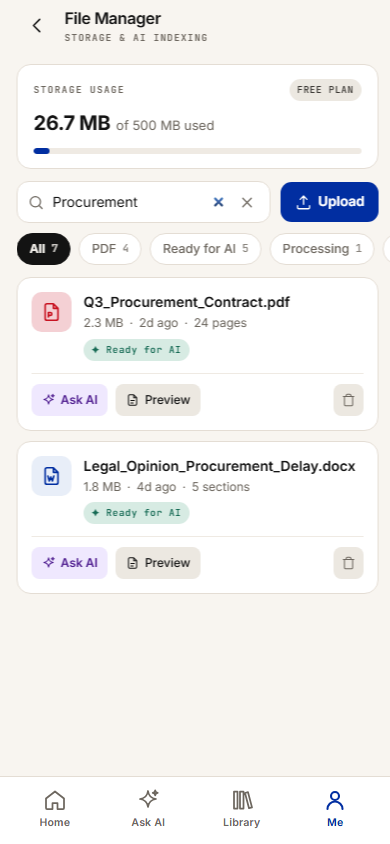 File Manager
STORAGE & AI INDEXING
STORAGE USAGE
FREE PLAN
26.7 MB of 500 MB used
Procurement
Upload
All 7
PDF 4
Ready for AI 5
Processing 1
Q3_Procurement_Contract.pdf
2.3 MB · 2d ago · 24 pages
Ready for AI
Ask AI
Preview
Legal_Opinion_Procurement_Delay.docx
1.8 MB · 4d ago · 5 sections
Ready for AI
Ask AI
Preview
Home
Ask AI
Library
Me